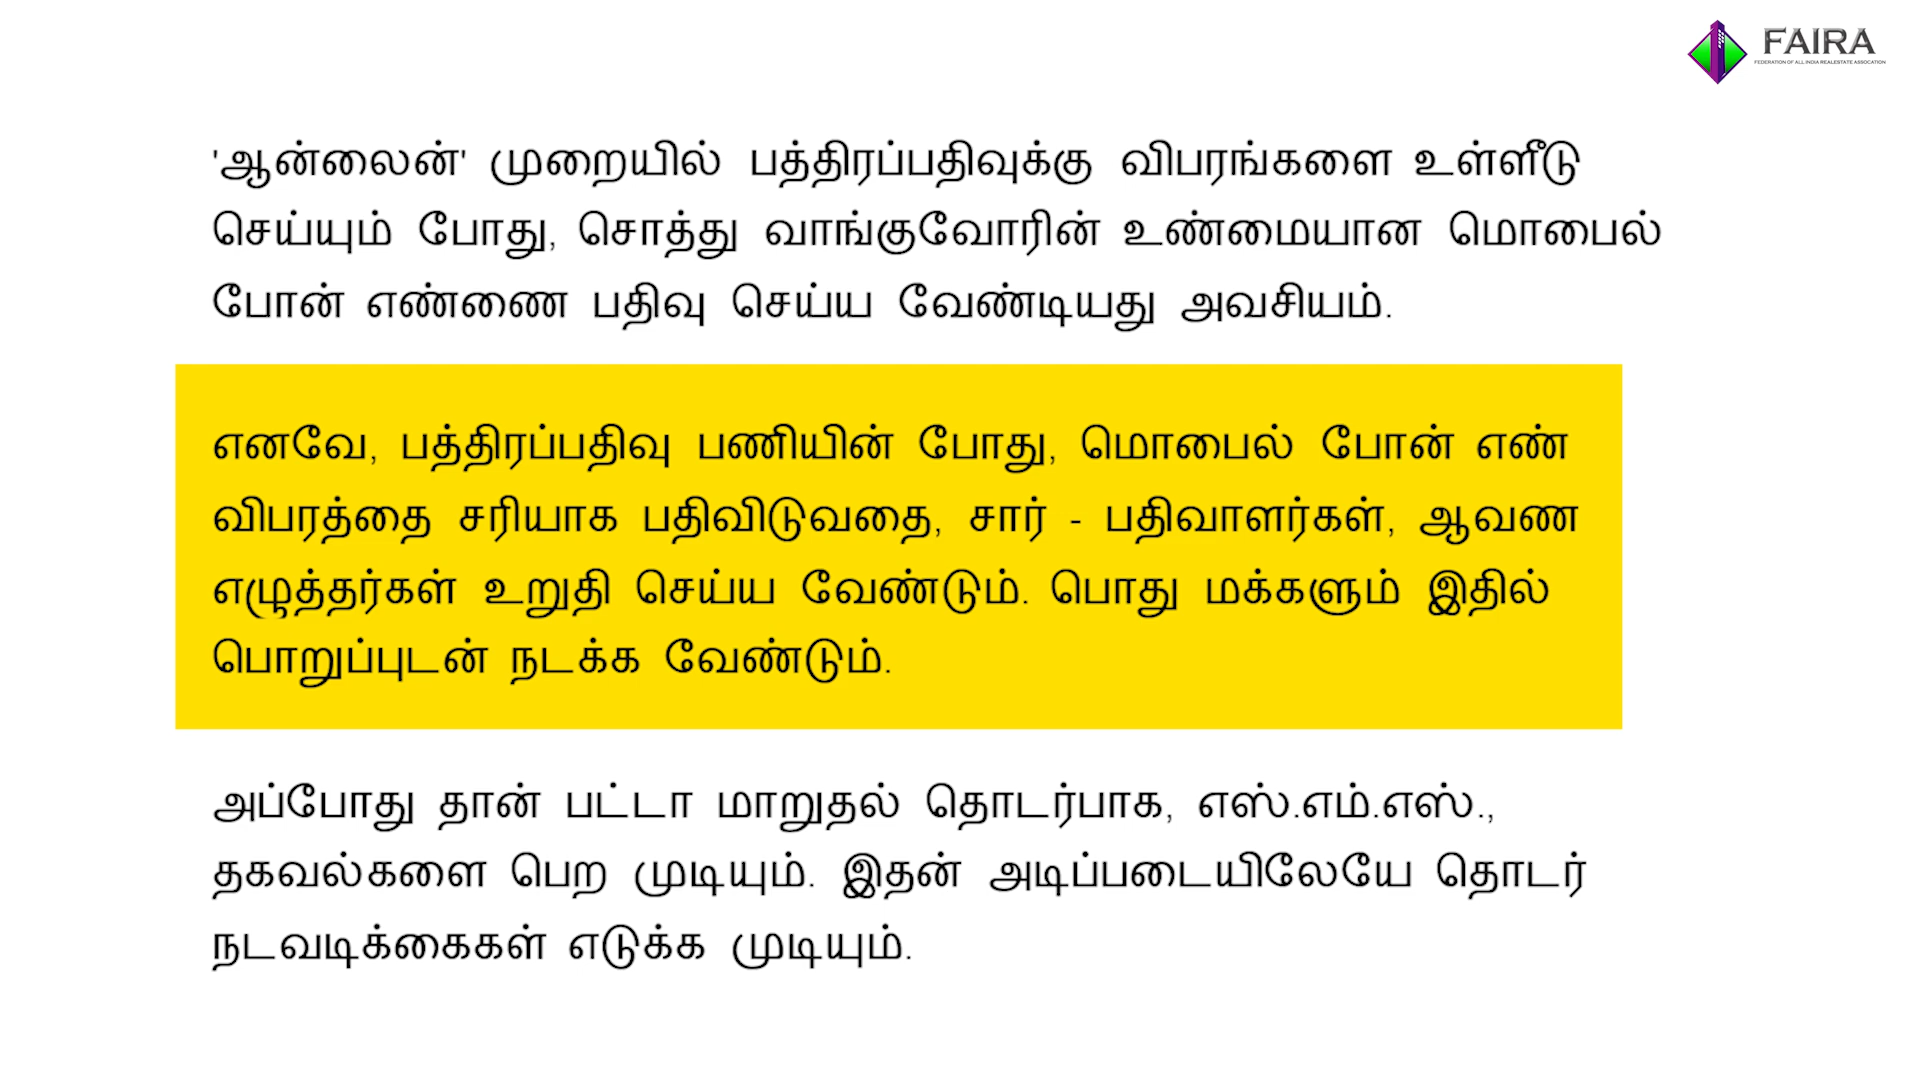 FAIRA
FEDERATION OF ALL INDIA REALESTATE ASSOCATION
'ஆன்லைன்' முறையில் பத்திரப்பதிவுக்கு விபரங்களை உள்ளீடு
செய்யும் போது, சொத்து வாங்குவோரின் உண்மையான மொபைல்
போன் எண்ணை பதிவு செய்ய வேண்டியது அவசியம்.
எனவே, பத்திரப்பதிவு பணியின் போது, மொபைல் போன் எண்
விபரத்தை சரியாக பதிவிடுவதை, சார் - பதிவாளர்கள், ஆவண
எழுத்தர்கள் உறுதி செய்ய வேண்டும். பொது மக்களும் இதில்
பொறுப்புடன் நடக்க வேண்டும்.
அப்போது தான் பட்டா மாறுதல் தொடர்பாக, எஸ்.எம்.எஸ்.,
தகவல்களை பெற முடியும். இதன் அடிப்படையிலேயே தொடர்
நடவடிக்கைகள் எடுக்க முடியும்.